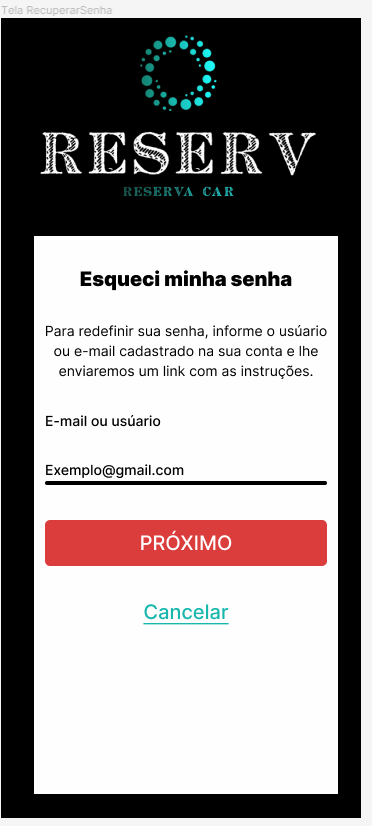 Tela RecuperarSenha
RESERV
RESERVA CAR
Esqueci minha senha
Para redefinir sua senha, informe o usúario
ou e-mail cadastrado na sua conta e lhe
enviaremos um link com as instruções.
E-mail ou usúario
Exemplo@gmail.com
PRÓXIMO
Cancelar